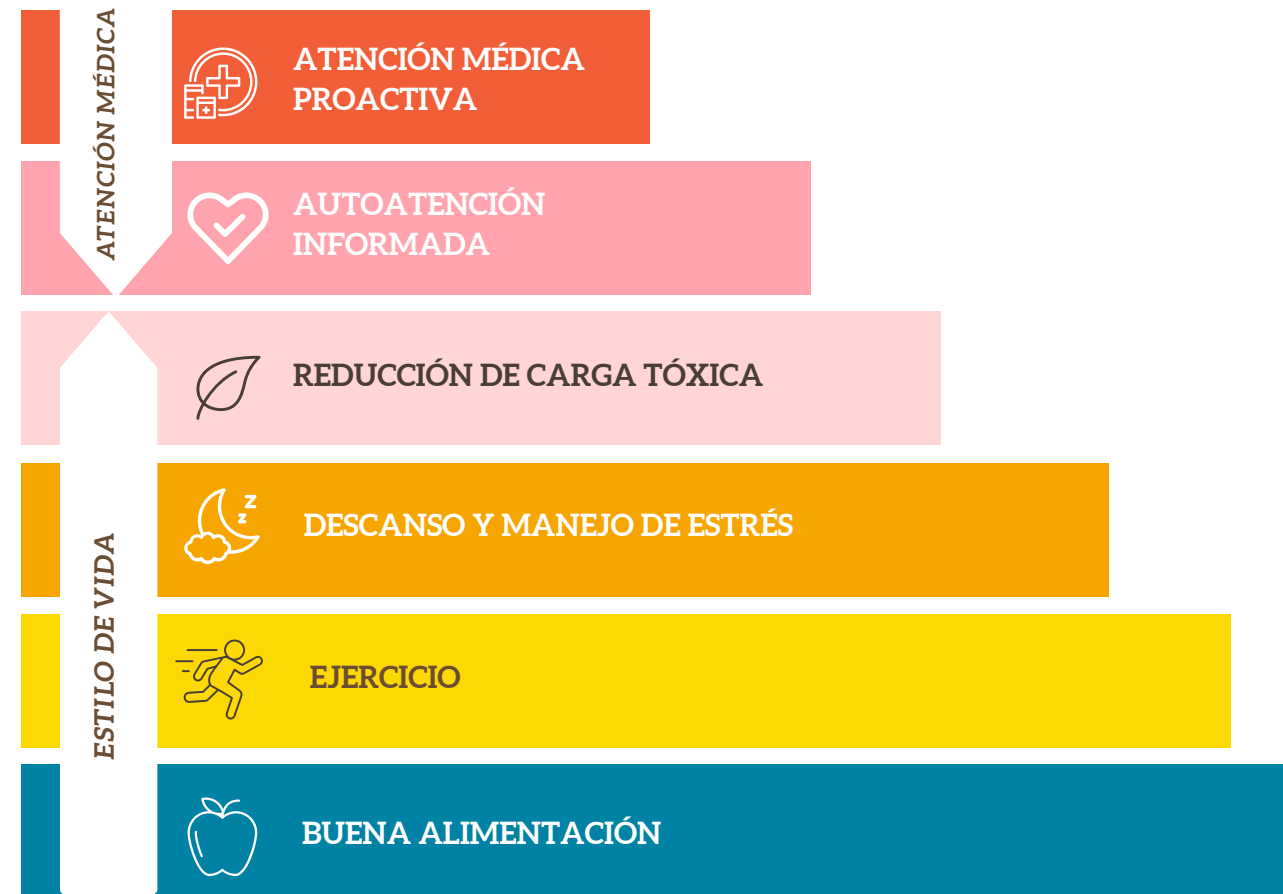 ATENCIÓN MÉDICA
ATENCIÓN MÉDICA
PROACTIVA
AUTOATENCIÓN
INFORMADA
REDUCCIÓN DE CARGA TÓXICA
ESTILO DE VIDA
Z
Z
DESCANSO Y MANEJO DE ESTRÉS
EJERCICIO
BUENA ALIMENTACIÓN